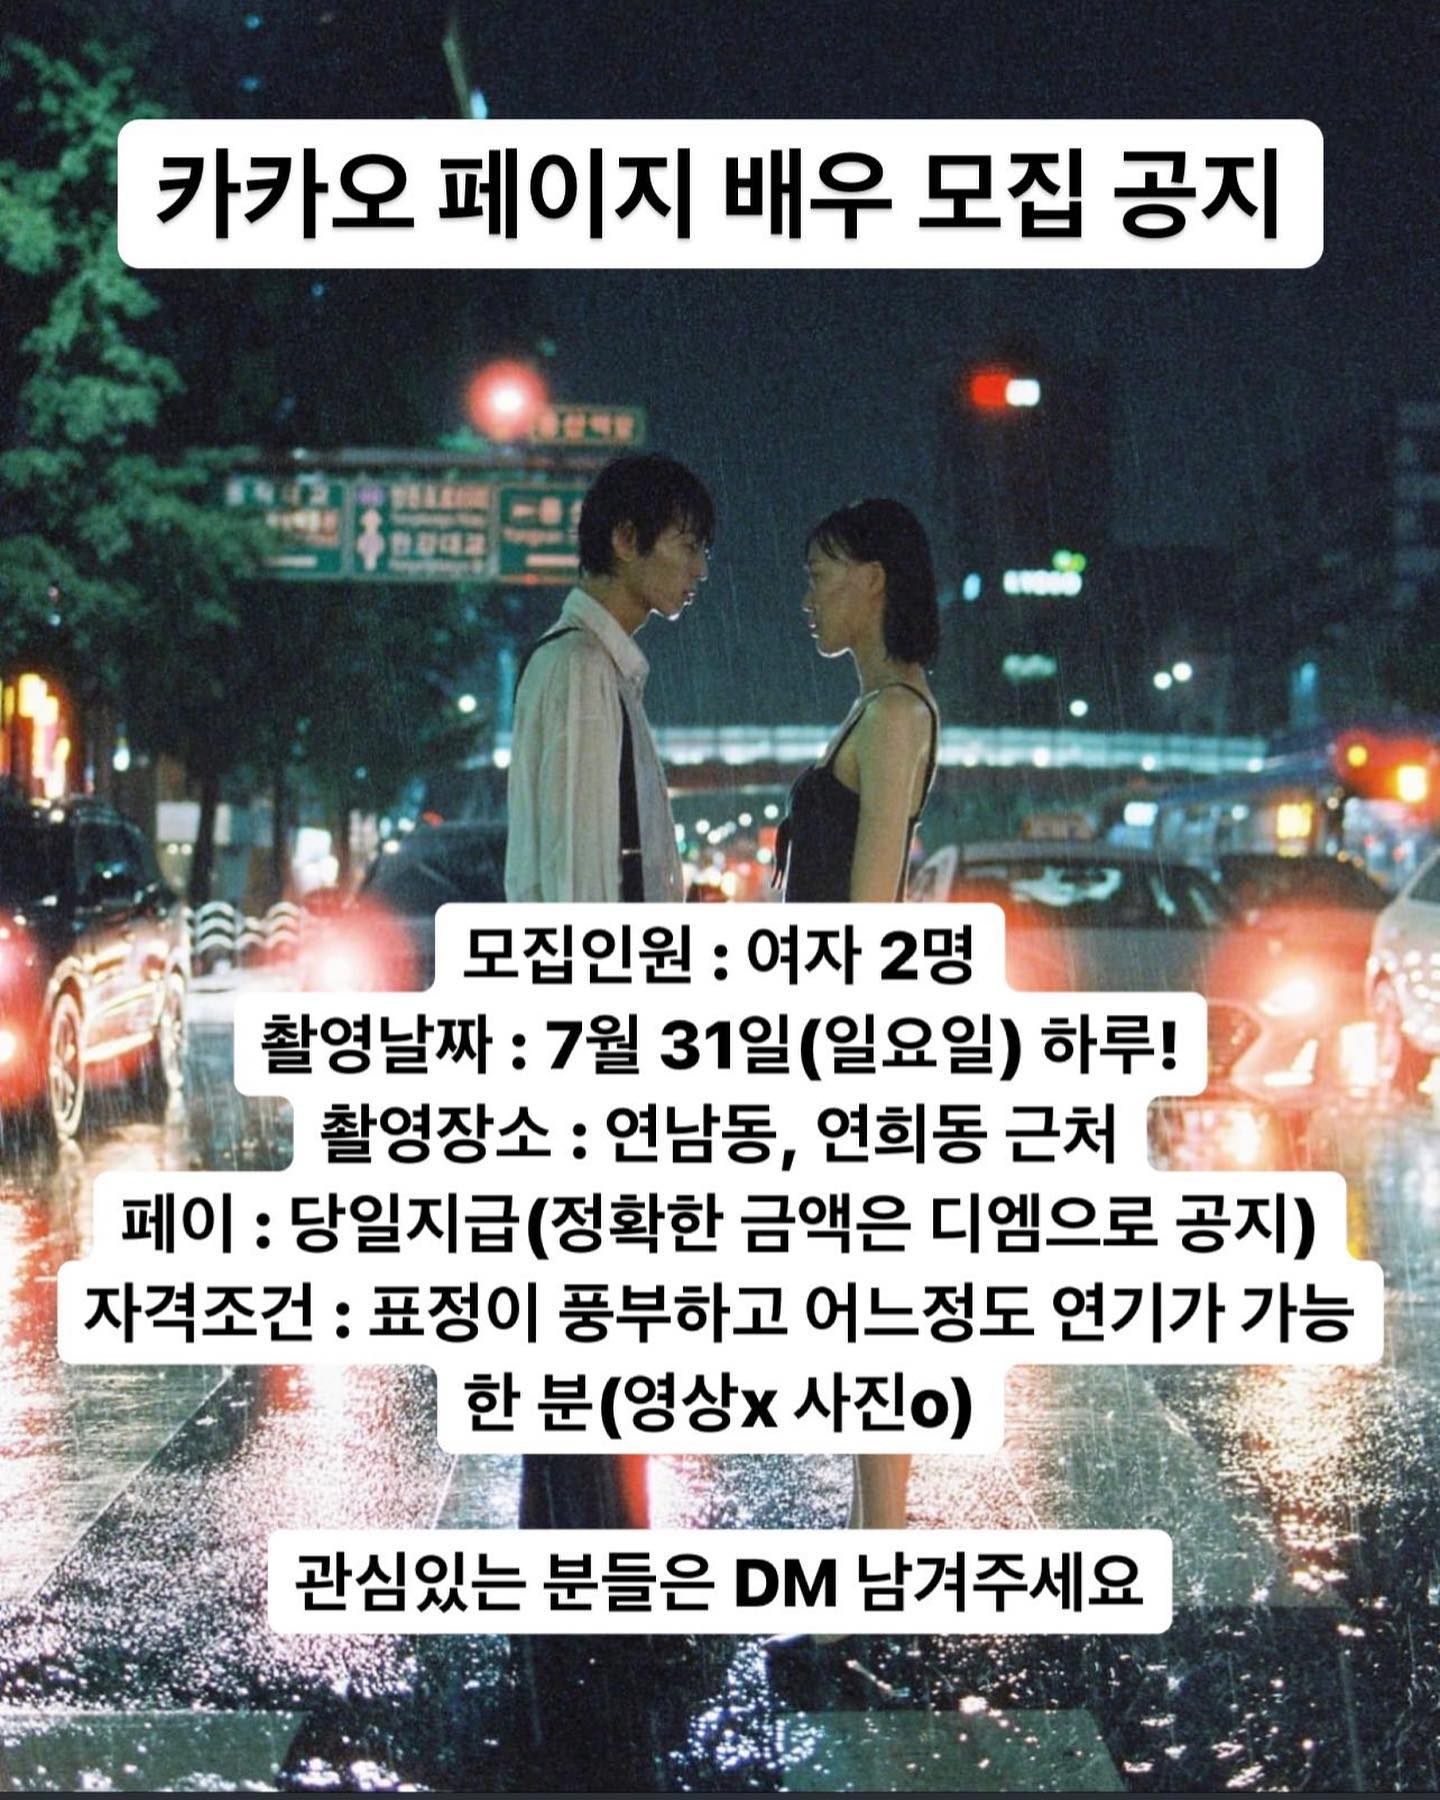 카카오 페이지 배우 모집 공지
한강대교
모집인원 : 여자 2명
촬영날짜 : 7월 31일(일요일) 하루!
촬영장소 : 연남동, 연희동 근처
페이 : 당일지급(정확한 금액은 디엠으로 공지)
자격조건 : 표정이 풍부하고 어느정도 연기가 가능
한 분(영상x 사진o)
관심있는 분들은 DM 남겨주세요